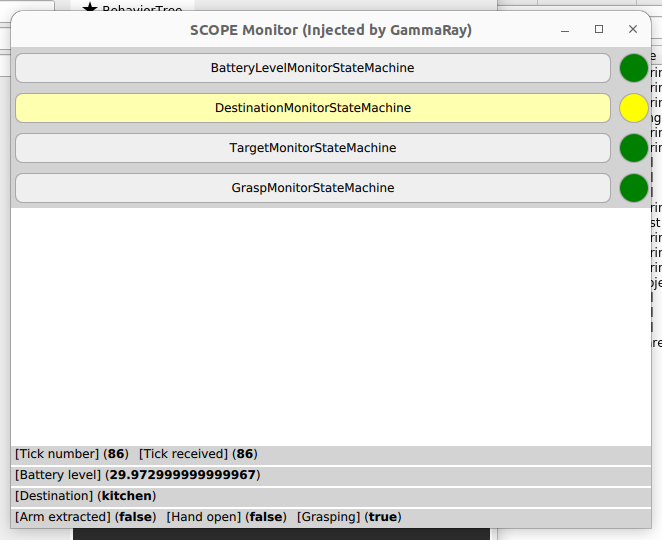 BehaviorTree
SCOPE Monitor (Injected by GammaRay)
BatteryLevelMonitorStateMachine
DestinationMonitorStateMachine
TargetMonitorStateMachine
GraspMonitorStateMachine
[Tick number] (86) [Tick received] (86)
[Battery level] (29.972999999999967)
[Destination] (kitchen)
[Arm extracted] (false) [Hand open] (false) [Grasping] (true)